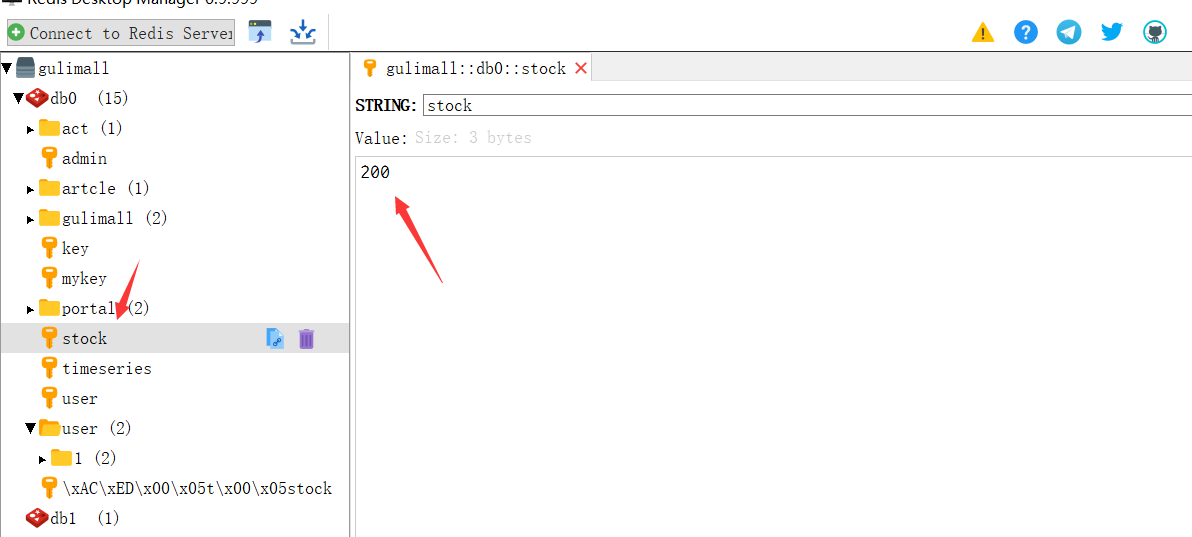 Redis Desktop Manager 0.9.999
Connect to Redis Server
gulimall
db0 (15)
act (1)
admin
artcle (1)
gulimall (2)
key
mykey
portal (2)
stock
timeseries
user
user (2)
1 (2)
\xAC\xED\x00\x05t\x00\x05stock
db1 (1)
gulimall::db0::stock
STRING: stock
Value: Size: 3 bytes
200